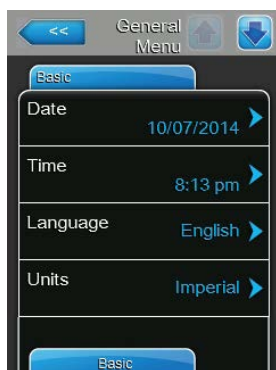 <<
General
Menu
Basic
Date
10/07/2014
Time
8:13 pm
Language
English
Units
Imperial
Basic